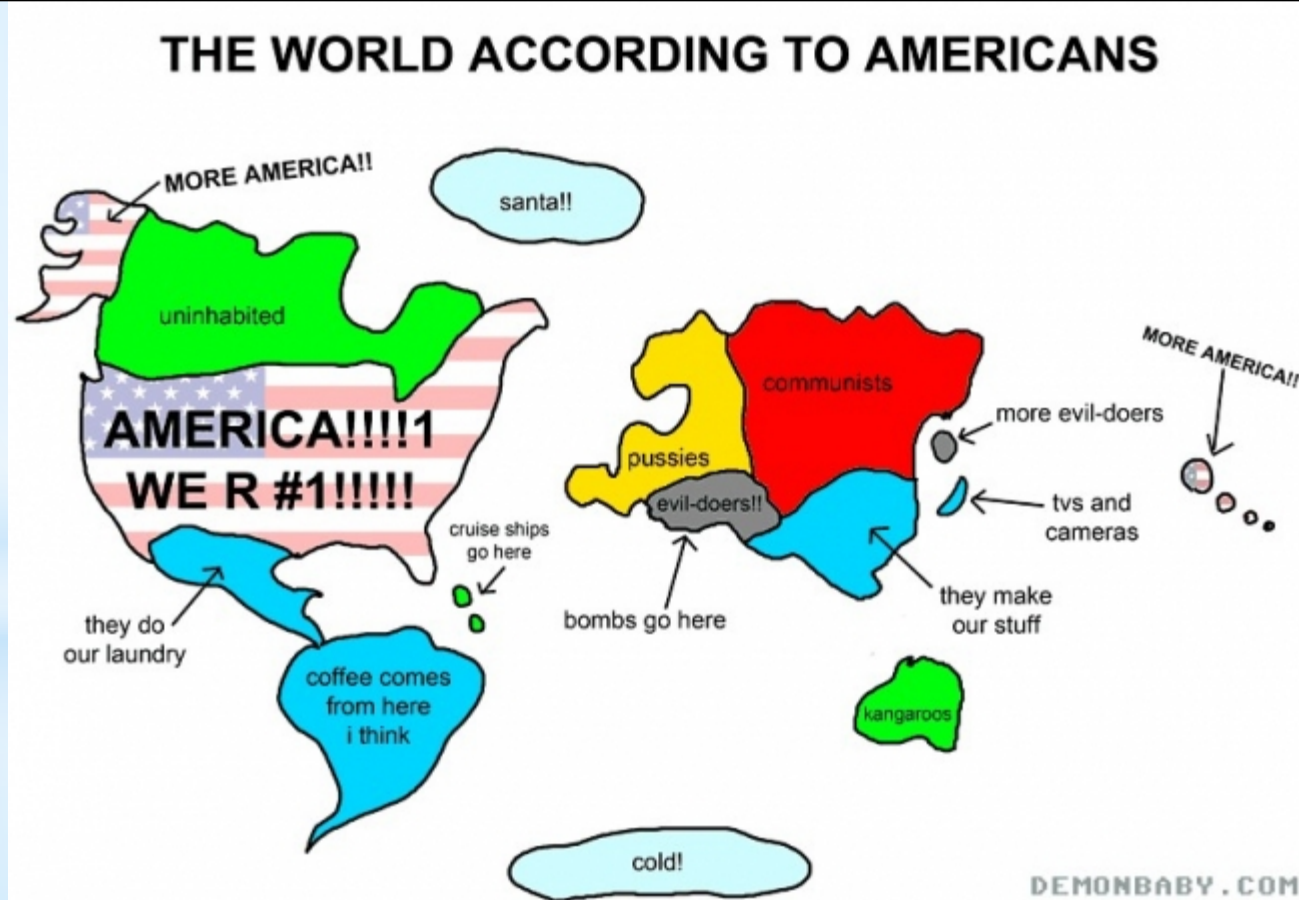 THE WORLD ACCORDING TO AMERICANS
MORE AMERICA!!
santa!!
uninhabited
AMERICA!!!!1
WE R #1!!!!!
communists
MORE AMERICA!!
more evil-doers
pussies
evil-doers!!
tvs and
cameras
cruise ships
go here
bombs go here
they make
our stuff
they do
our laundry
coffee comes
from here
i think
kangaroos
cold!
DEMONBABY.COM